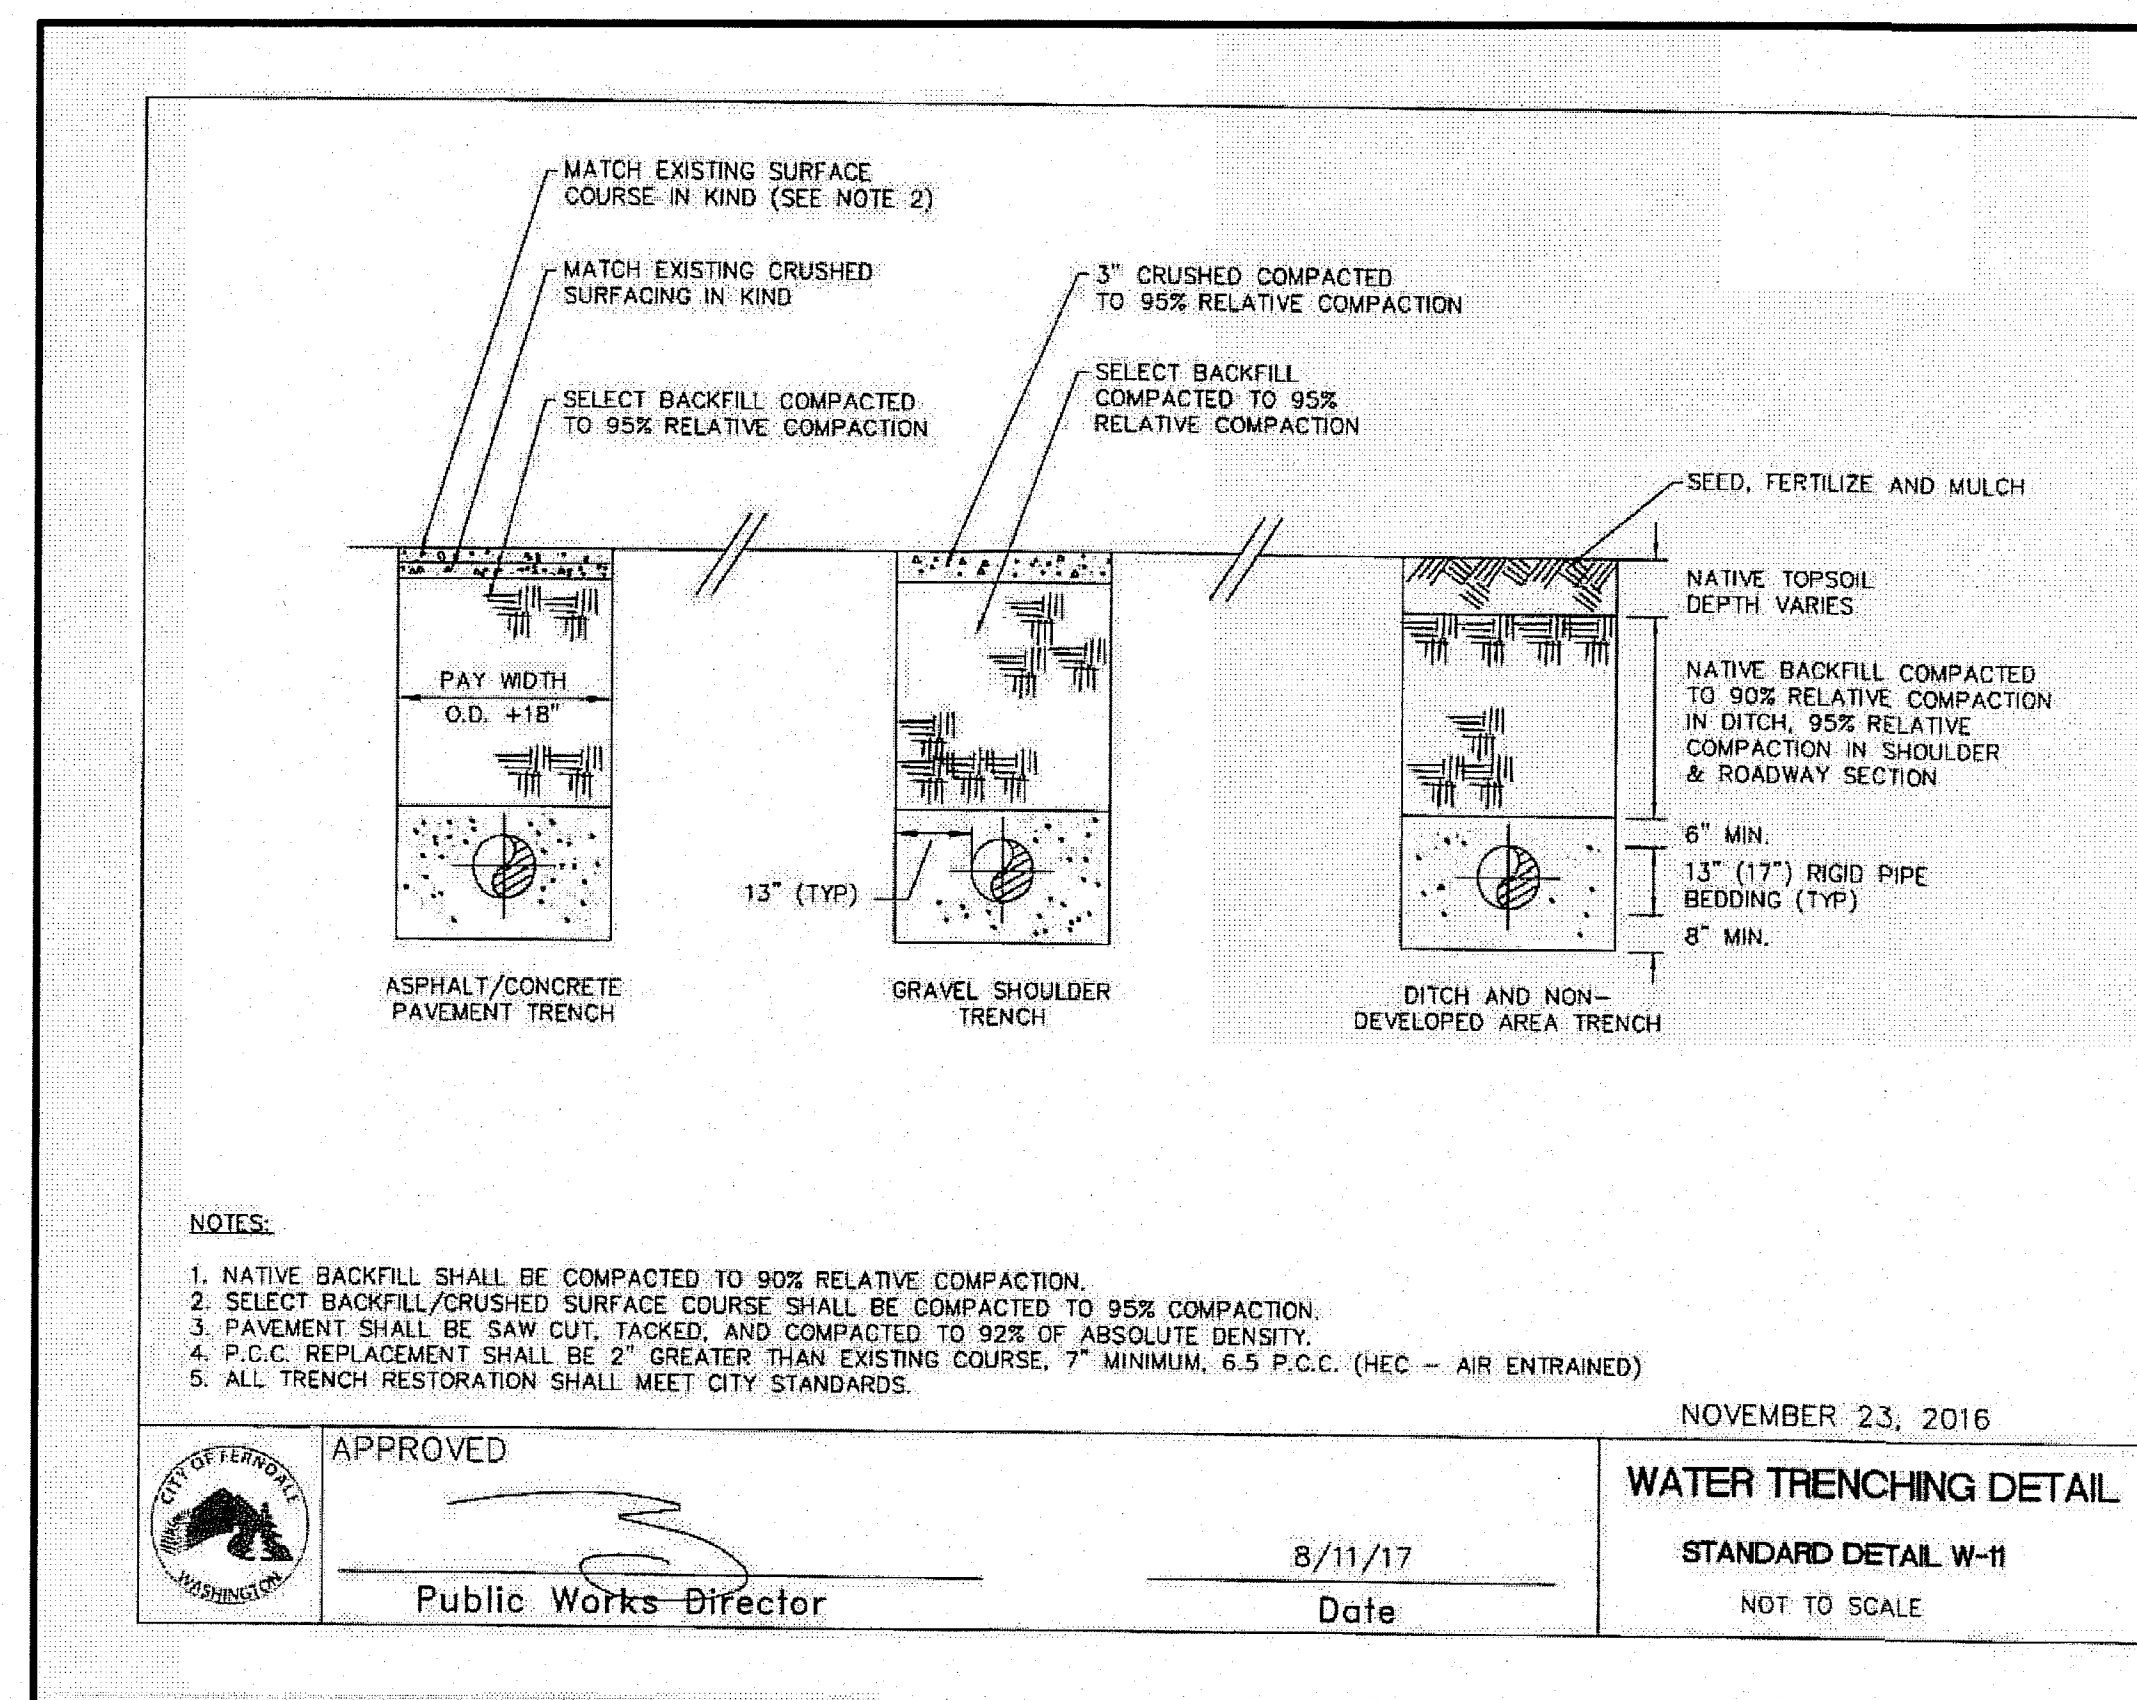 MATCH EXISTING SURFACE
COURSE IN KIND (SEE NOTE 2)
MATCH EXISTING CRUSHED
SURFACING IN KIND
SELECT BACKFILL COMPACTED
TO 95% RELATIVE COMPACTION
3" CRUSHED COMPACTED
TO 95% RELATIVE COMPACTION
SELECT BACKFILL
COMPACTED TO 95%
RELATIVE COMPACTION
SEED, FERTILIZE AND MULCH
NATIVE TOPSOIL
DEPTH VARIES
NATIVE BACKFILL COMPACTED
TO 90% RELATIVE COMPACTION
IN DITCH, 95% RELATIVE
COMPACTION IN SHOULDER
& ROADWAY SECTION
PAY WIDTH
O.D. +18"
13" (TYP)
6" MIN.
13" (17") RIGID PIPE
BEDDING (TYP)
8" MIN.
ASPHALT/CONCRETE
PAVEMENT TRENCH
GRAVEL SHOULDER
TRENCH
DITCH AND NON-
DEVELOPED AREA TRENCH
NOTES:
1. NATIVE BACKFILL SHALL BE COMPACTED TO 90% RELATIVE COMPACTION.
2. SELECT BACKFILL/CRUSHED SURFACE COURSE SHALL BE COMPACTED TO 95% COMPACTION.
3. PAVEMENT SHALL BE SAW CUT, TACKED, AND COMPACTED TO 92% OF ABSOLUTE DENSITY.
4. P.C.C. REPLACEMENT SHALL BE 2" GREATER THAN EXISTING COURSE, 7" MINIMUM, 6.5 P.C.C. (HEC - AIR ENTRAINED)
5. ALL TRENCH RESTORATION SHALL MEET CITY STANDARDS.
NOVEMBER 23, 2016
CITY OF FERNDALE
WASHINGTON
APPROVED
Public Works Director
8/11/17
Date
WATER TRENCHING DETAIL
STANDARD DETAIL W-11
NOT TO SCALE